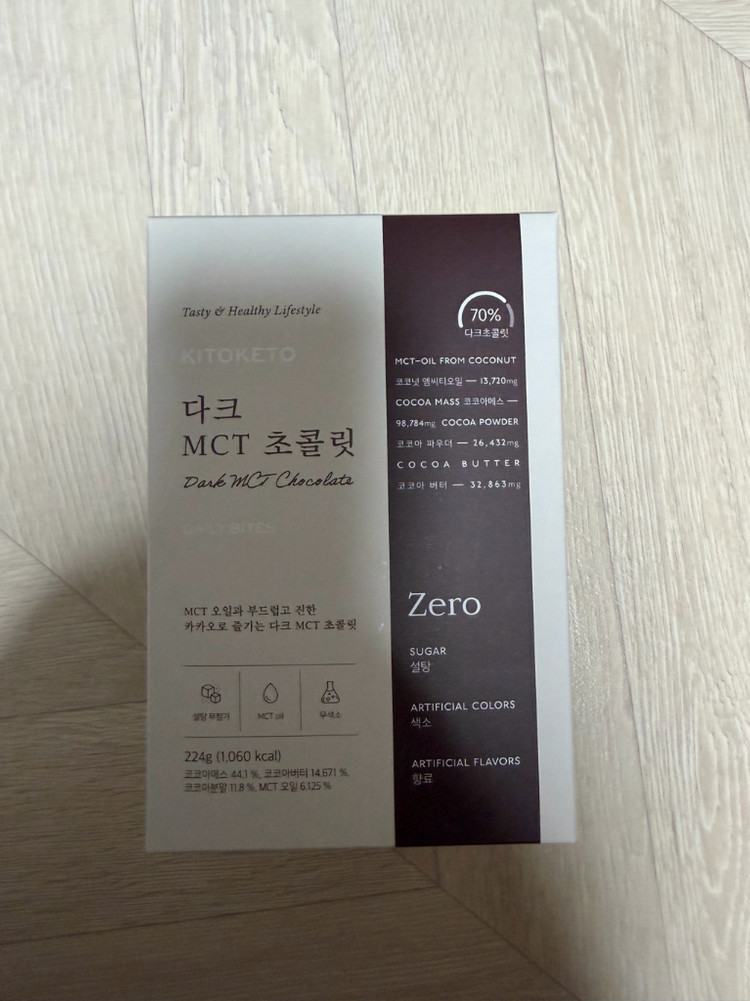 Tasty & Healthy Lifestyle
KITOKETO
다크
MCT 초콜릿
Dark MCT Chocolate
DAILY BITES
MCT 오일과 부드럽고 진한
카카오로 즐기는 다크 MCT 초콜릿
설탕 무첨가
MCT oil
무색소
224g (1,060 kcal)
코코아매스 44.1 %, 코코아버터 14.671 %,
코코아분말 11.8 %, MCT 오일 6.125 %
70%
다크초콜릿
MCT-OIL FROM COCONUT
코코넛 엠씨티오일 — 13,720mg
COCOA MASS 코코아매스 —
98,784mg COCOA POWDER
코코아 파우더 — 26,432mg
COCOA BUTTER
코코아 버터 — 32,863mg
Zero
SUGAR
설탕
ARTIFICIAL COLORS
색소
ARTIFICIAL FLAVORS
향료